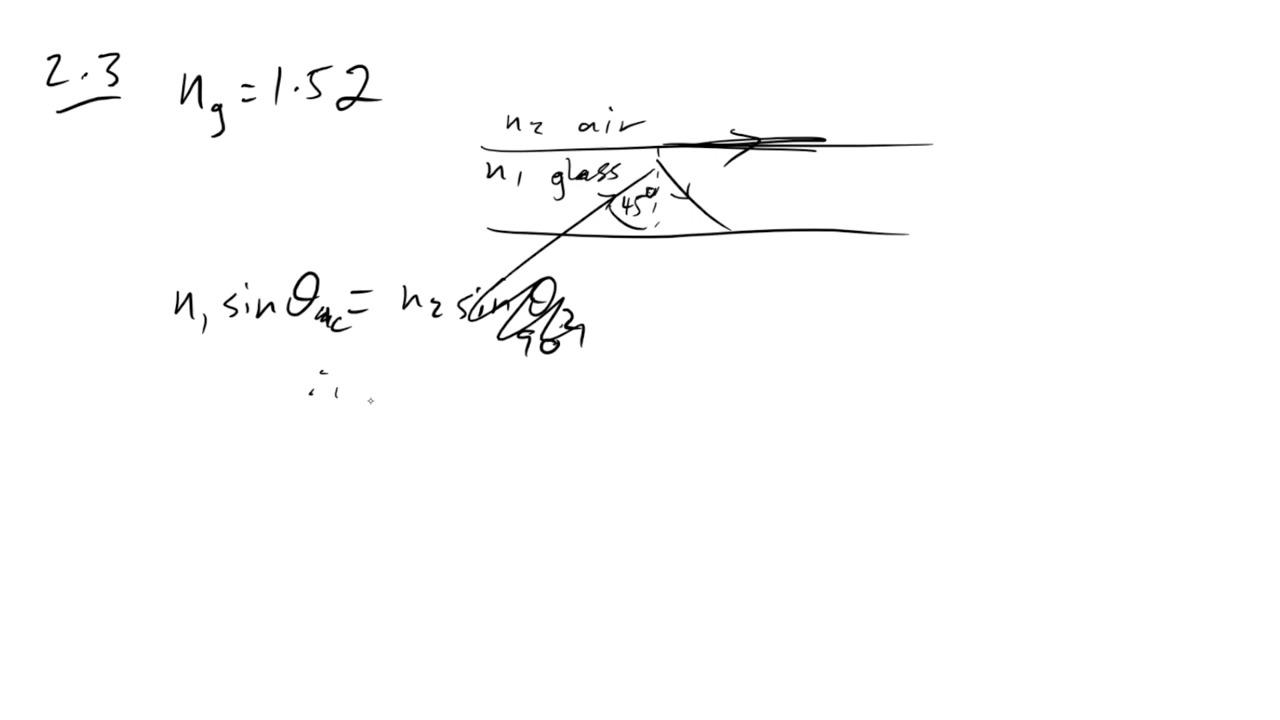 2.3 n_g = 1.52
n₂ air
n₁ glass
45°
n₁ sin θ_c = n₂ sin
90
∴